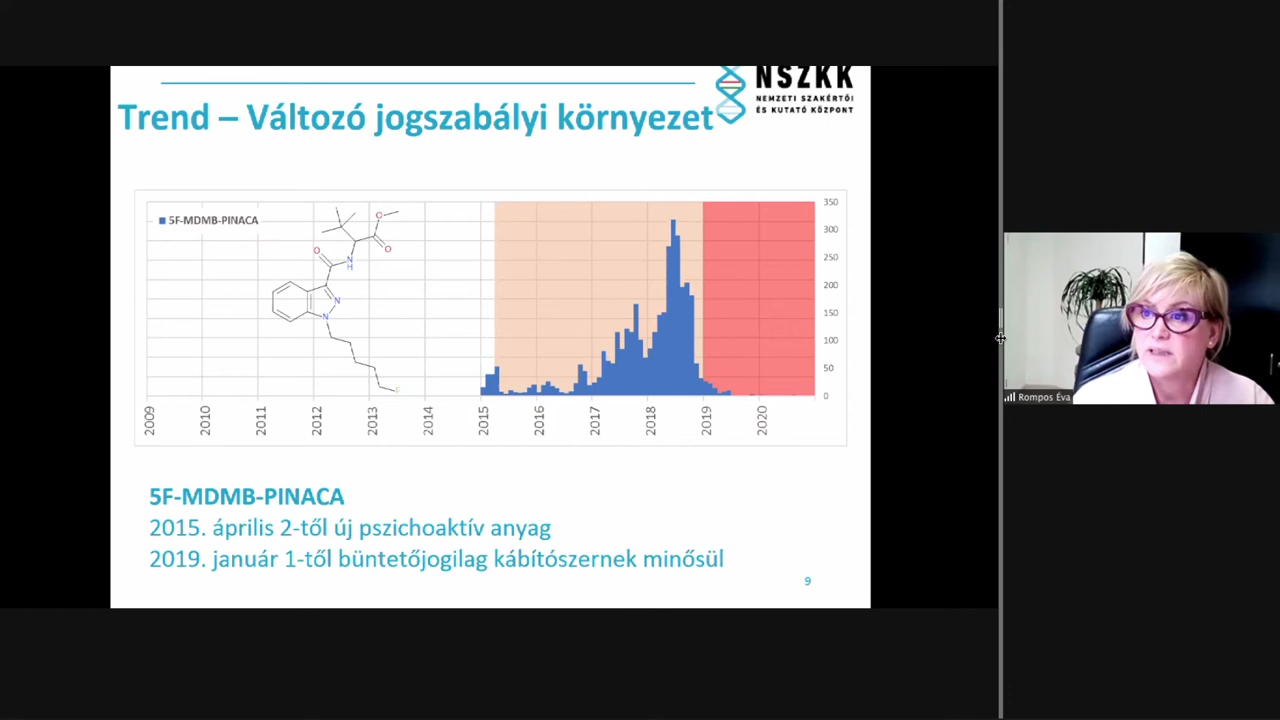 NSZKK
NEMZETI SZAKÉRTŐI
ÉS KUTATÓ KÖZPONT
Trend – Változó jogszabályi környezet
5F-MDMB-PINACA
O
O
N
H
O
N
N
F
350
300
250
200
150
100
50
0
2009
2010
2011
2012
2013
2014
2015
2016
2017
2018
2019
2020
5F-MDMB-PINACA
2015. április 2-től új pszichoaktív anyag
2019. január 1-től büntetőjogilag kábítószernek minősül
9
Rompos Éva